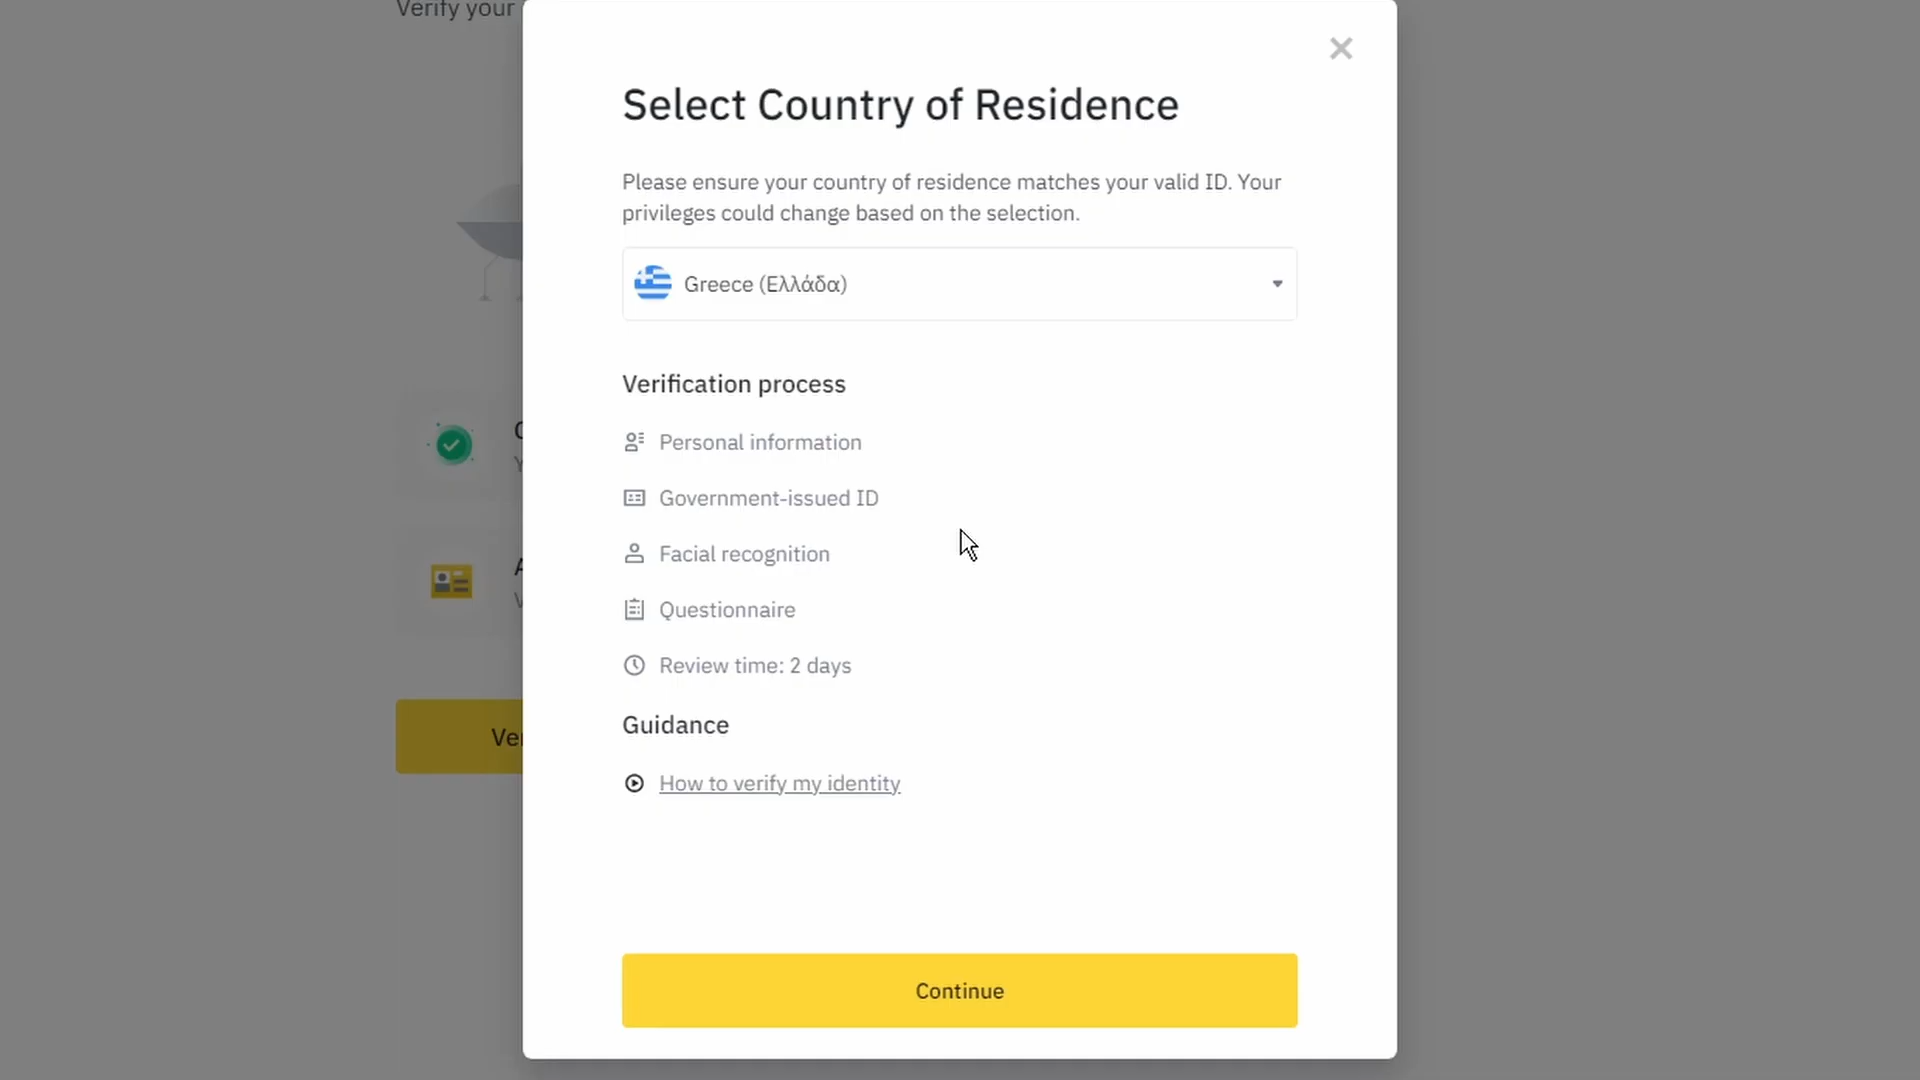 Verify your
Select Country of Residence
Please ensure your country of residence matches your valid ID. Your
privileges could change based on the selection.
Greece (Ελλάδα)
Verification process
Personal information
Government-issued ID
Facial recognition
Questionnaire
Review time: 2 days
Guidance
How to verify my identity
Continue